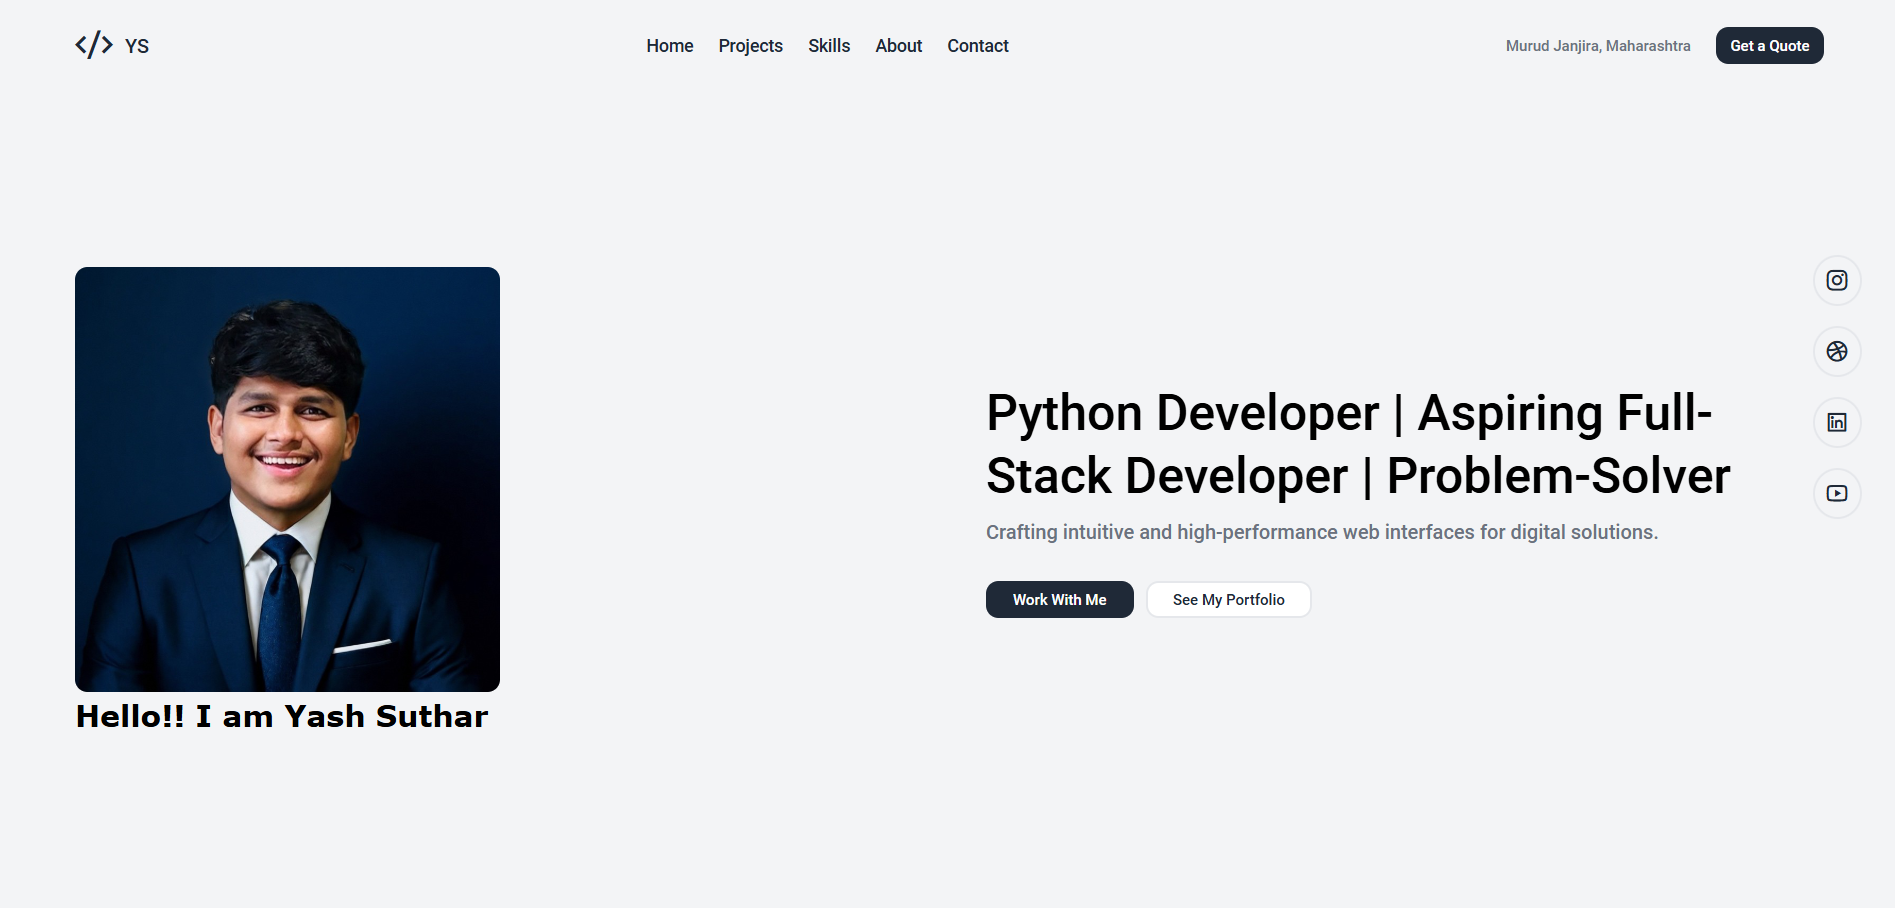 </> YS
Home Projects Skills About Contact
Murud Janjira, Maharashtra
Get a Quote
Hello!! I am Yash Suthar
Python Developer | Aspiring Full-
Stack Developer | Problem-Solver
Crafting intuitive and high-performance web interfaces for digital solutions.
Work With Me
See My Portfolio
in